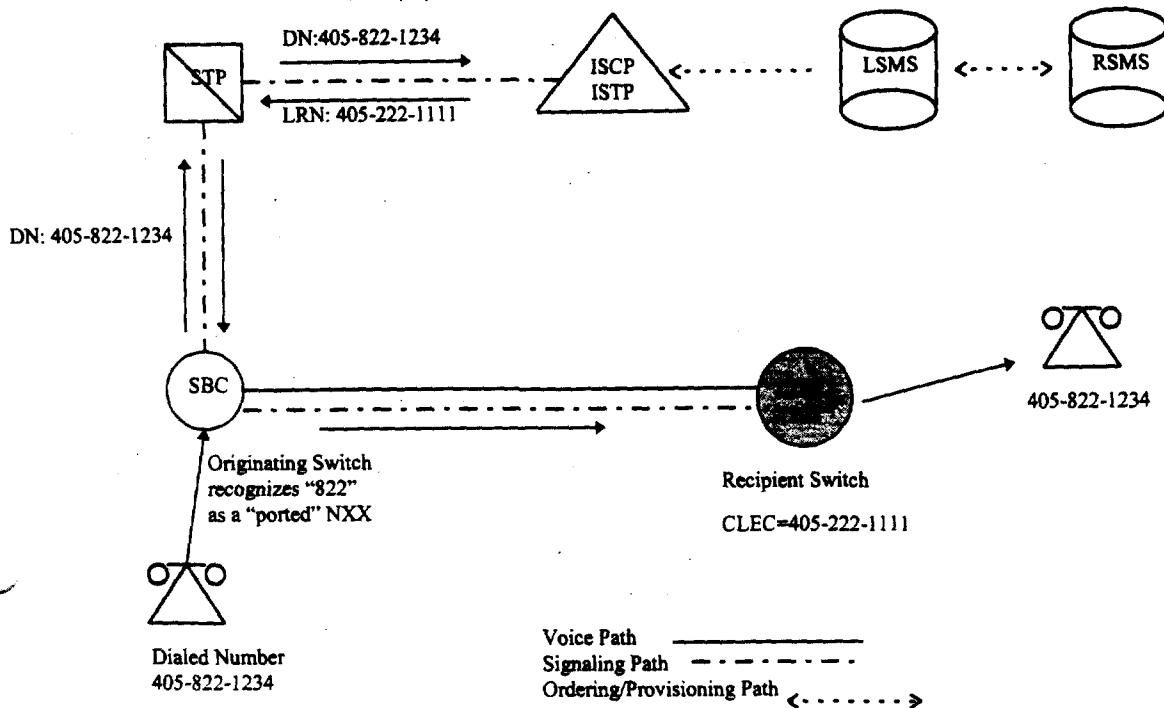 DN:405-822-1234
STP
ISCP
ISTP
LSMS
RSMS
LRN: 405-222-1111
DN: 405-822-1234
SBC
405-822-1234
Originating Switch
recognizes "822"
as a "ported" NXX
Recipient Switch
CLEC=405-222-1111
Dialed Number
405-822-1234
Voice Path
Signaling Path
Ordering/Provisioning Path